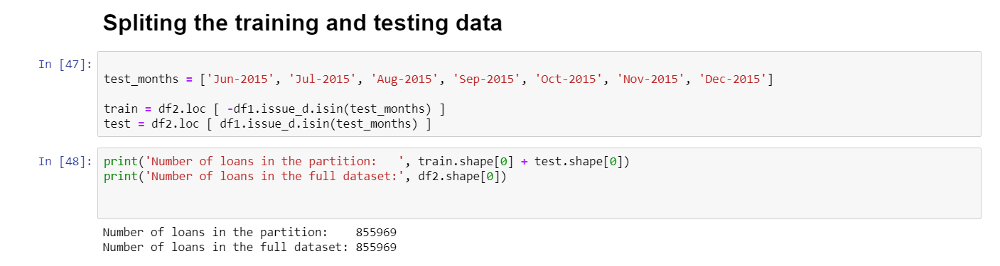 Spliting the training and testing data
In [47]:
test_months = ['Jun-2015', 'Jul-2015', 'Aug-2015', 'Sep-2015', 'Oct-2015', 'Nov-2015', 'Dec-2015']
train = df2.loc [ -df1.issue_d.isin(test_months) ]
test = df2.loc [ df1.issue_d.isin(test_months) ]
In [48]:
print('Number of loans in the partition:   ', train.shape[0] + test.shape[0])
print('Number of loans in the full dataset:', df2.shape[0])
Number of loans in the partition:    855969
Number of loans in the full dataset: 855969